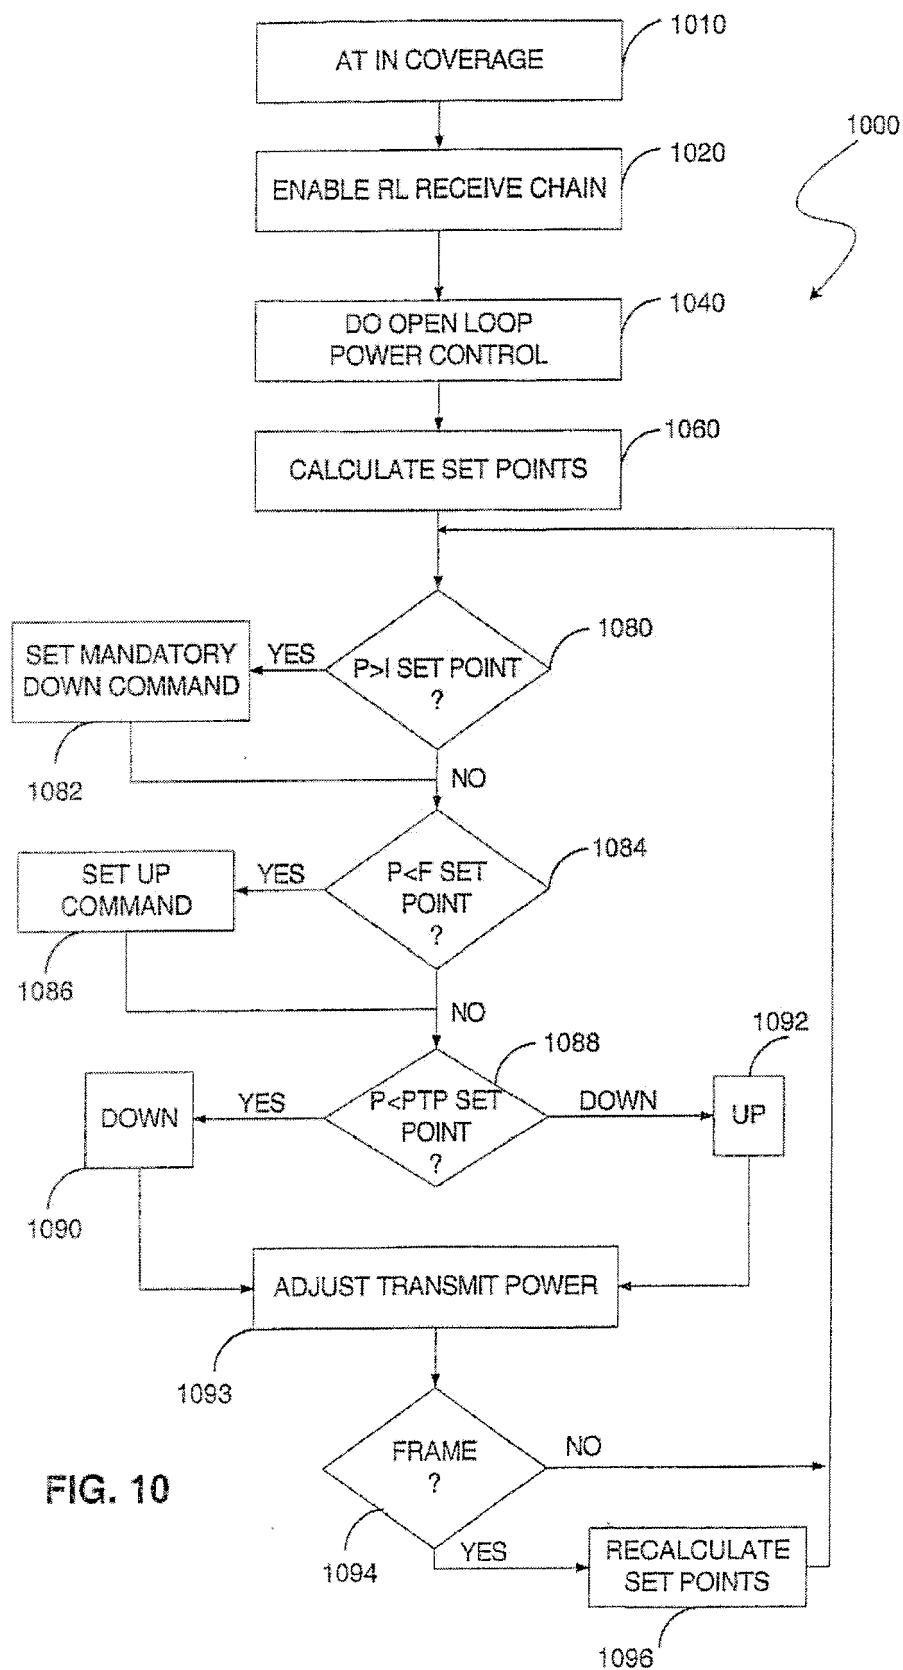 1010
AT IN COVERAGE
1000
1020
ENABLE RL RECEIVE CHAIN
1040
DO OPEN LOOP
POWER CONTROL
1060
CALCULATE SET POINTS
1080
P>I SET POINT
?
YES
SET MANDATORY
DOWN COMMAND
1082
NO
1084
P<F SET
POINT
?
YES
SET UP
COMMAND
1086
NO
1088
P<PTP SET
POINT
?
YES
DOWN
1090
DOWN
1092
UP
ADJUST TRANSMIT POWER
1093
FRAME
?
NO
1094
YES
RECALCULATE
SET POINTS
1096
FIG. 10